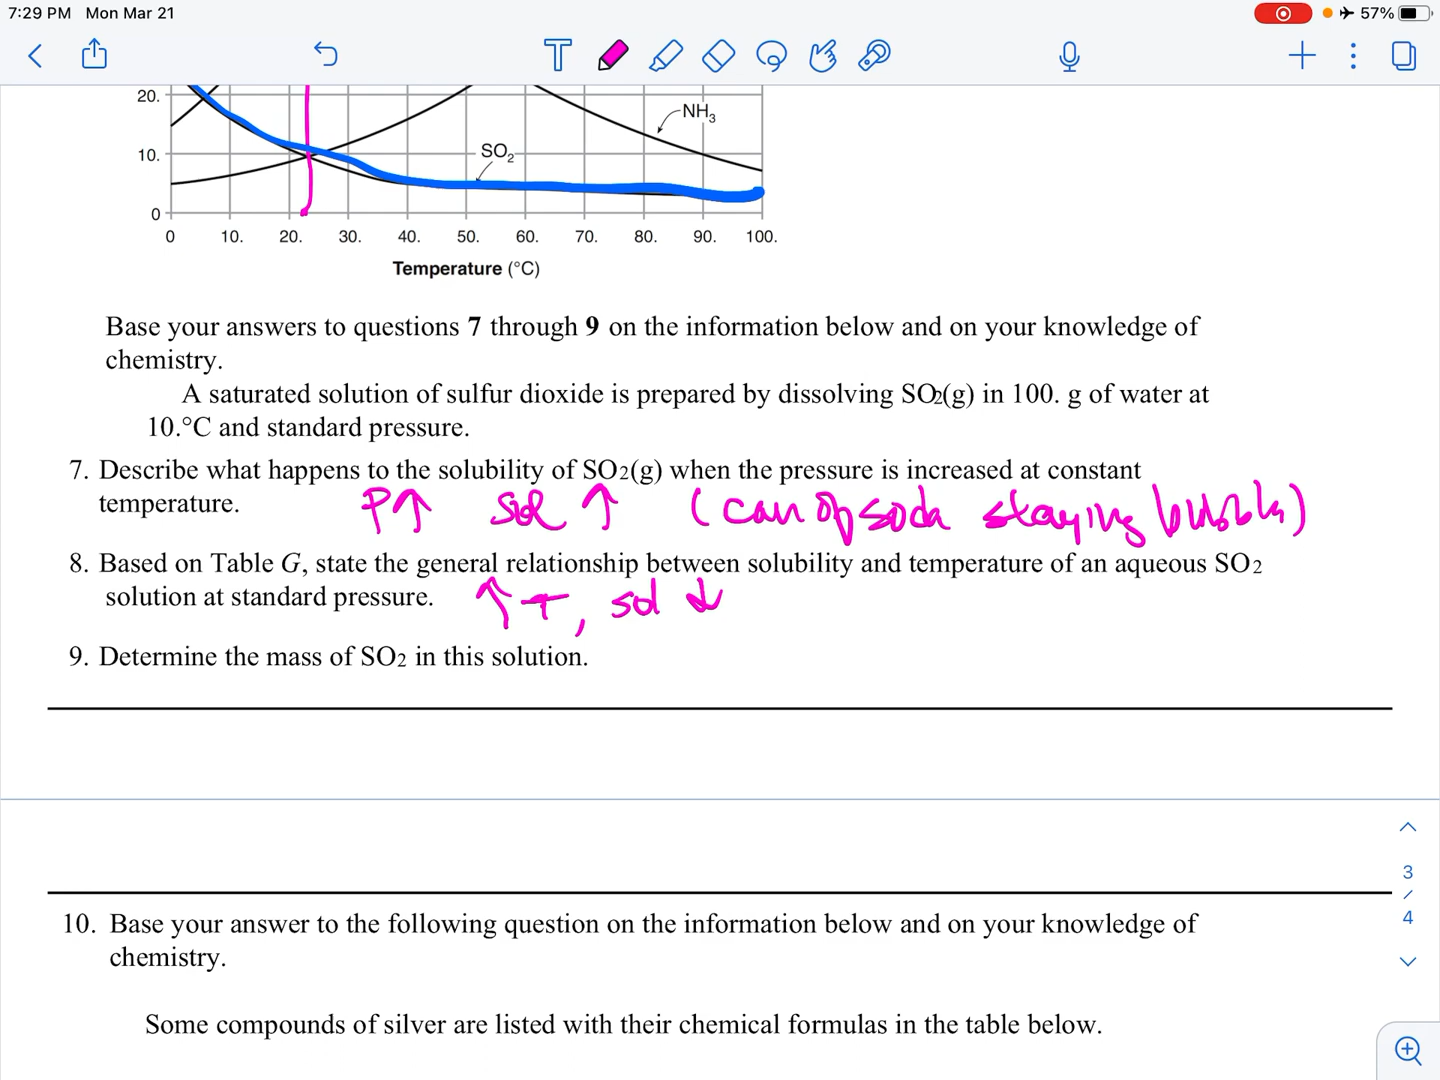 7:29 PM Mon Mar 21
57%
20.
NH3
10.
SO2
0
0 10. 20. 30. 40. 50. 60. 70. 80. 90. 100.
Temperature (°C)
Base your answers to questions 7 through 9 on the information below and on your knowledge of
chemistry.
A saturated solution of sulfur dioxide is prepared by dissolving SO2(g) in 100. g of water at
10.°C and standard pressure.
7. Describe what happens to the solubility of SO2(g) when the pressure is increased at constant
temperature. P↑ sol ↑ (can of soda staying bubbly)
8. Based on Table G, state the general relationship between solubility and temperature of an aqueous SO2
solution at standard pressure. ↑T, sol ↓
9. Determine the mass of SO2 in this solution.
3
/
4
10. Base your answer to the following question on the information below and on your knowledge of
chemistry.
Some compounds of silver are listed with their chemical formulas in the table below.